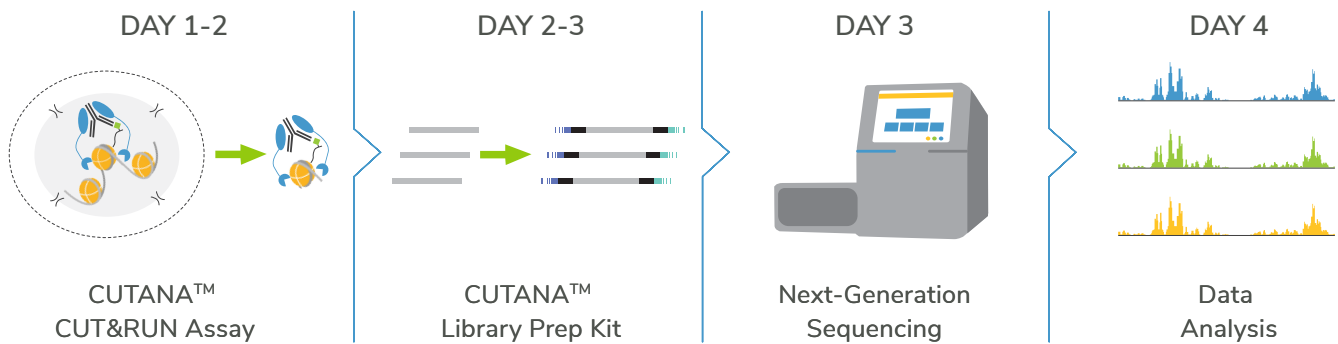 DAY 1-2
CUTANA™
CUT&RUN Assay
DAY 2-3
CUTANA™
Library Prep Kit
DAY 3
Next-Generation
Sequencing
DAY 4
Data
Analysis